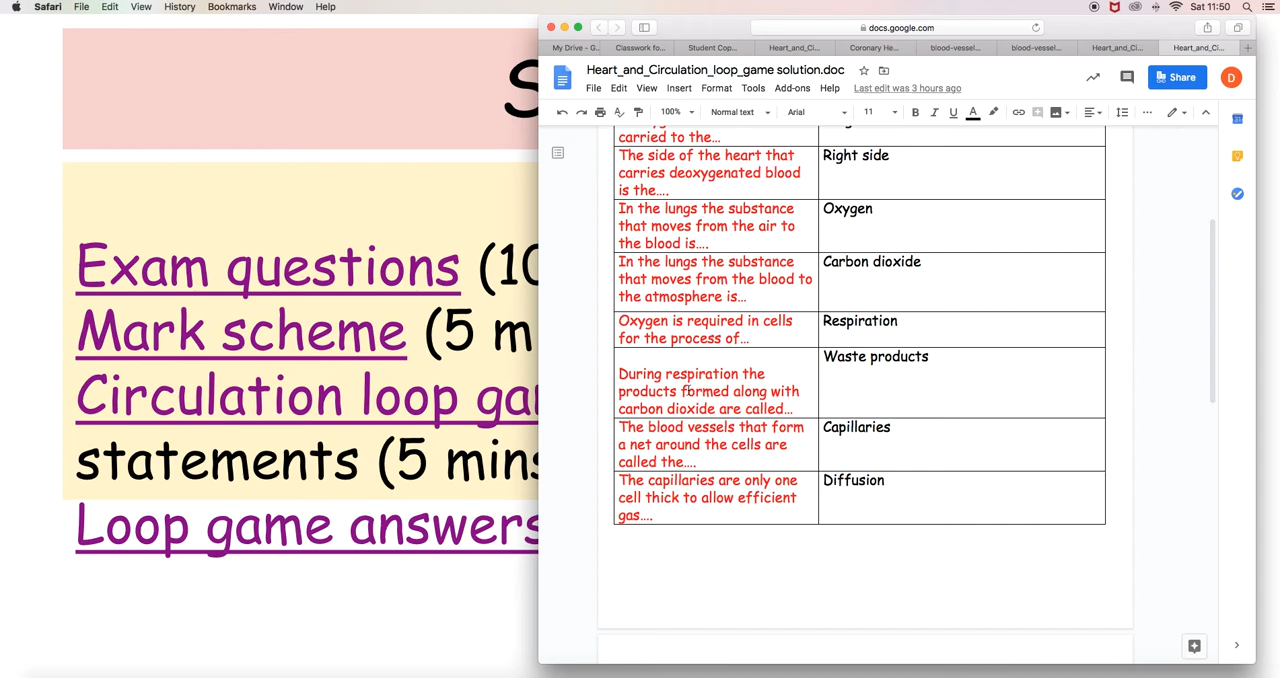 Safari File Edit View History Bookmarks Window Help
Sat 11:50
docs.google.com
My Drive - G... Classwork fo... Student Cop... Heart_and_Ci... Coronary He... blood-vessel... blood-vessel... Heart_and_Ci... Heart_and_Ci...
Heart_and_Circulation_loop_game solution.doc
Share
D
File Edit View Insert Format Tools Add-ons Help Last edit was 3 hours ago
100% Normal text Arial 11 B I U A
S
carried to the...
The side of the heart that
carries deoxygenated blood
is the....
Right side
In the lungs the substance
that moves from the air to
the blood is....
Oxygen
In the lungs the substance
that moves from the blood to
the atmosphere is...
Carbon dioxide
Oxygen is required in cells
for the process of...
Respiration
During respiration the
products formed along with
carbon dioxide are called...
Waste products
The blood vessels that form
a net around the cells are
called the....
Capillaries
The capillaries are only one
cell thick to allow efficient
gas....
Diffusion
Exam questions (10
Mark scheme (5 m
Circulation loop ga
statements (5 mins
Loop game answers